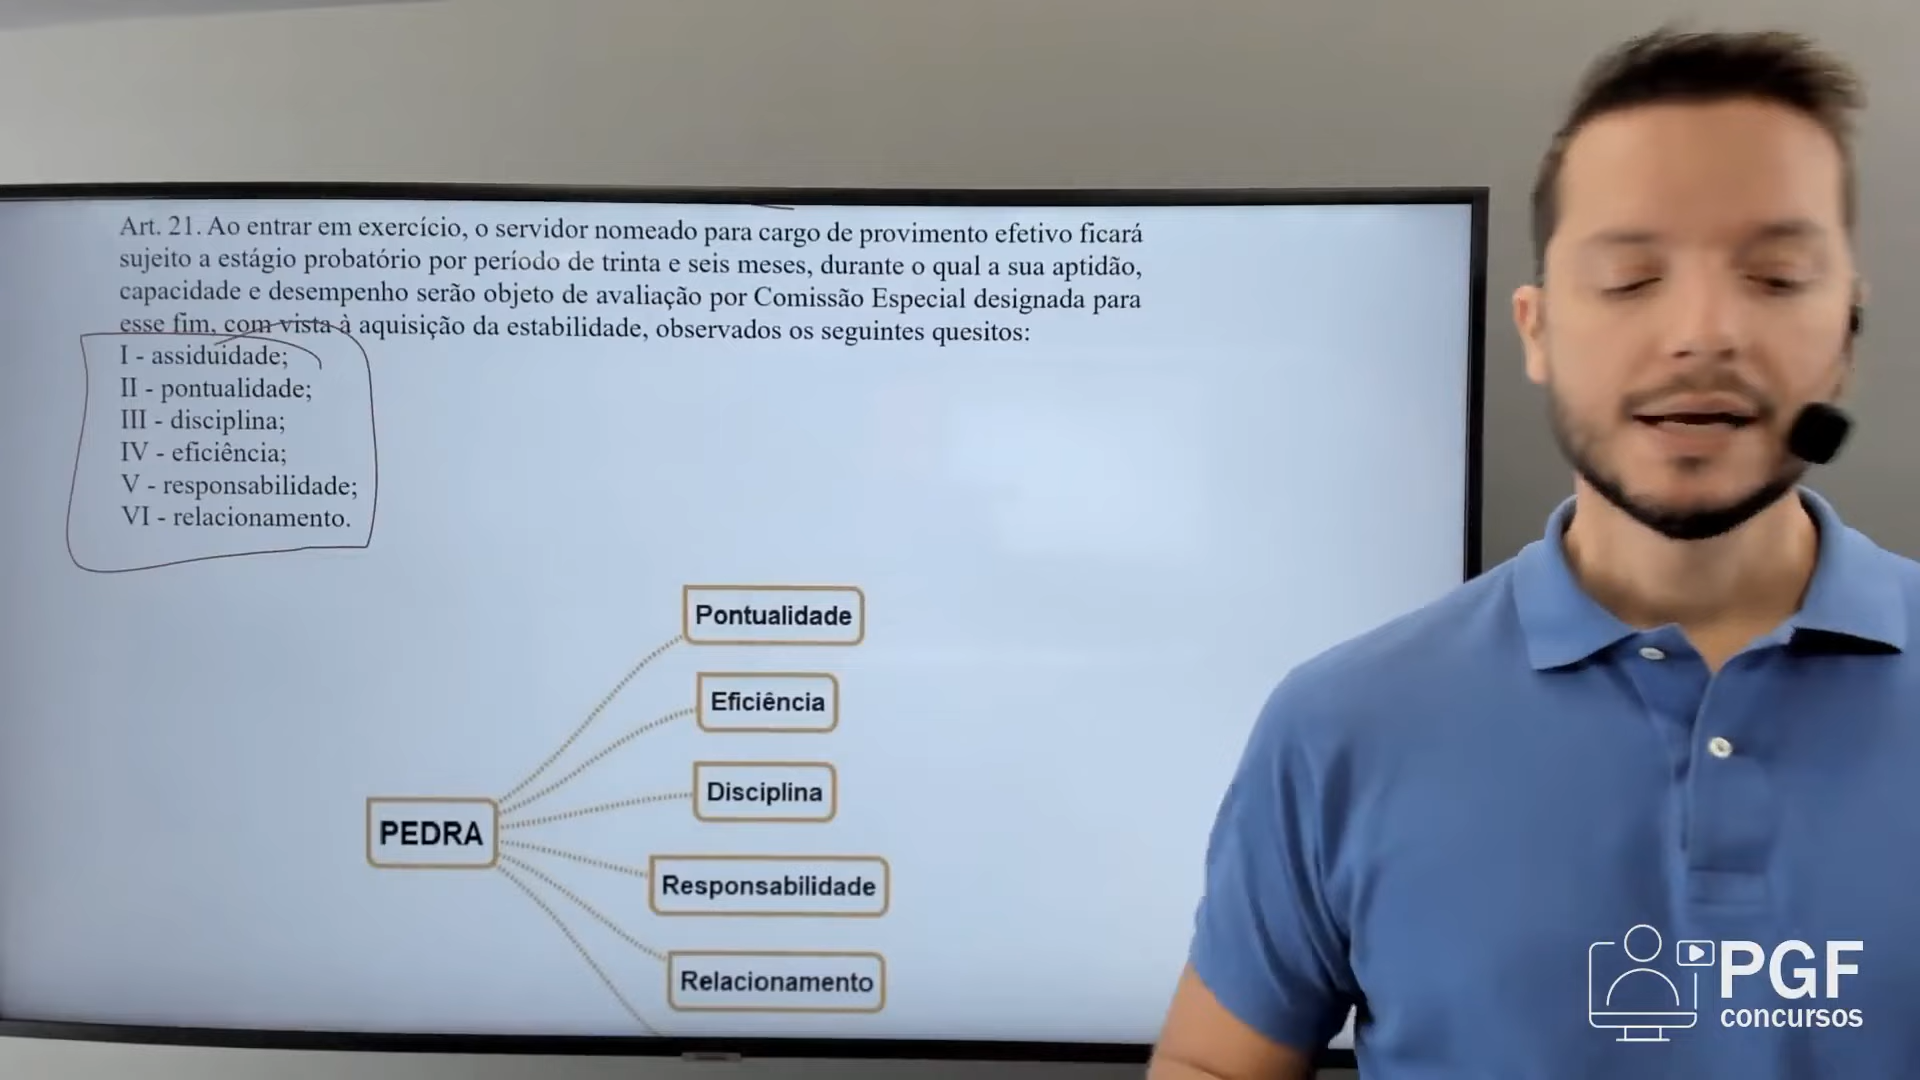 Art. 21. Ao entrar em exercício, o servidor nomeado para cargo de provimento efetivo ficará
sujeito a estágio probatório por período de trinta e seis meses, durante o qual a sua aptidão,
capacidade e desempenho serão objeto de avaliação por Comissão Especial designada para
esse fim, com vista à aquisição da estabilidade, observados os seguintes quesitos:
I - assiduidade;
II - pontualidade;
III - disciplina;
IV - eficiência;
V - responsabilidade;
VI - relacionamento.
Pontualidade
Eficiência
Disciplina
PEDRA
Responsabilidade
Relacionamento
PGF
concursos